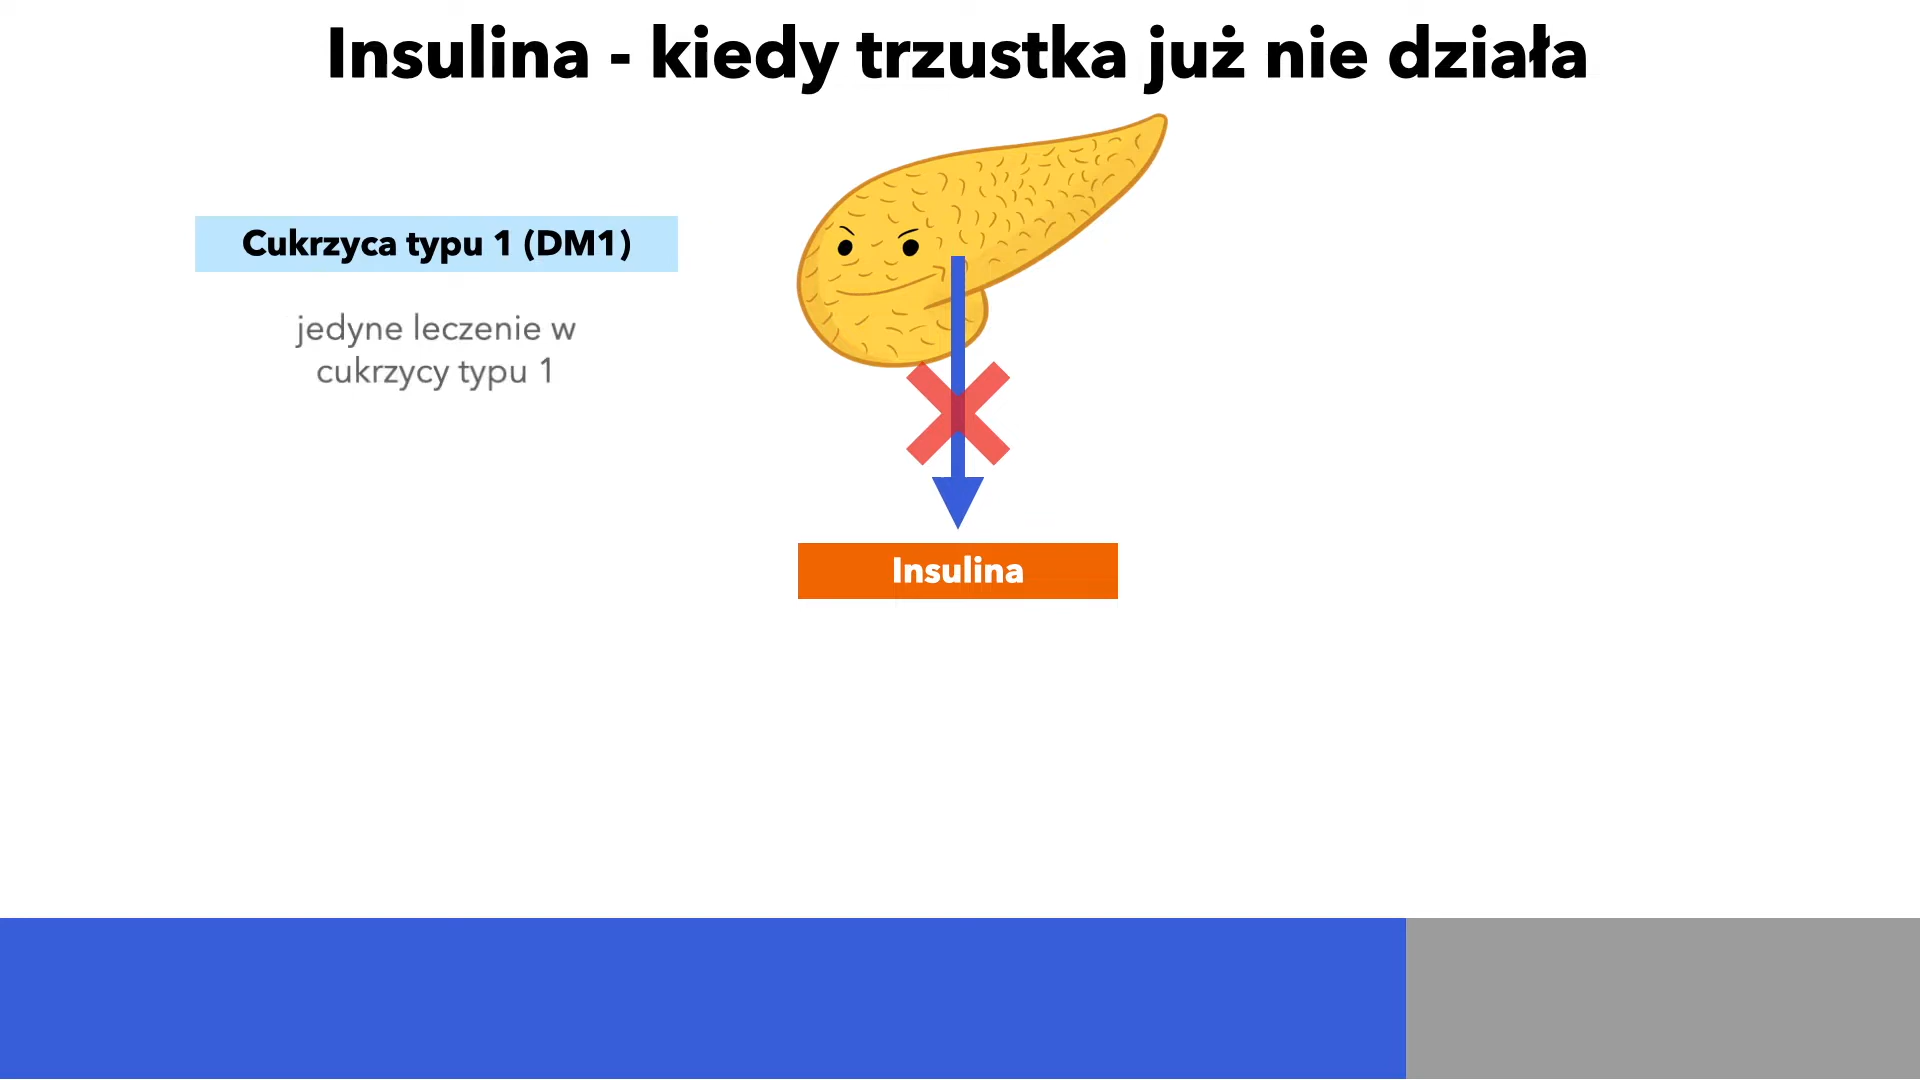 Insulina - kiedy trzustka już nie działa
Cukrzyca typu 1 (DM1)
jedyne leczenie w
cukrzycy typu 1
Insulina